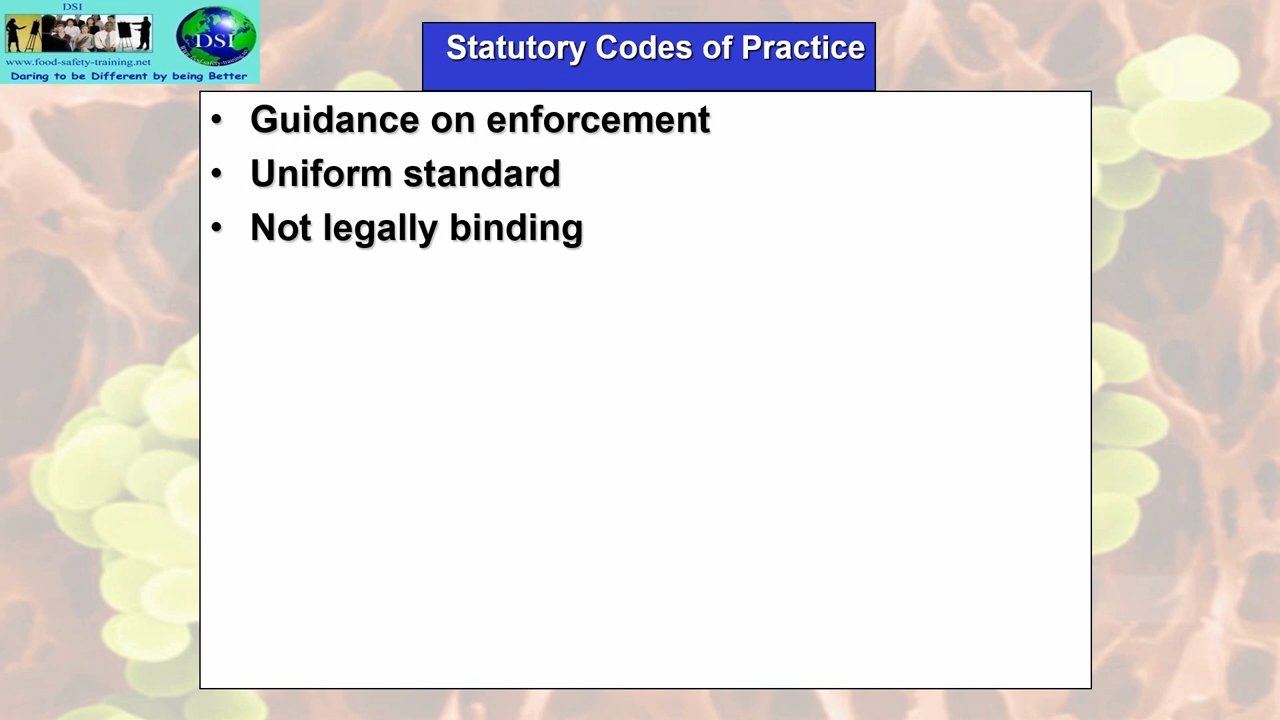 DSI
DSI
www.food-safety-training.net
Daring to be Different by being Better
Statutory Codes of Practice
• Guidance on enforcement
• Uniform standard
• Not legally binding